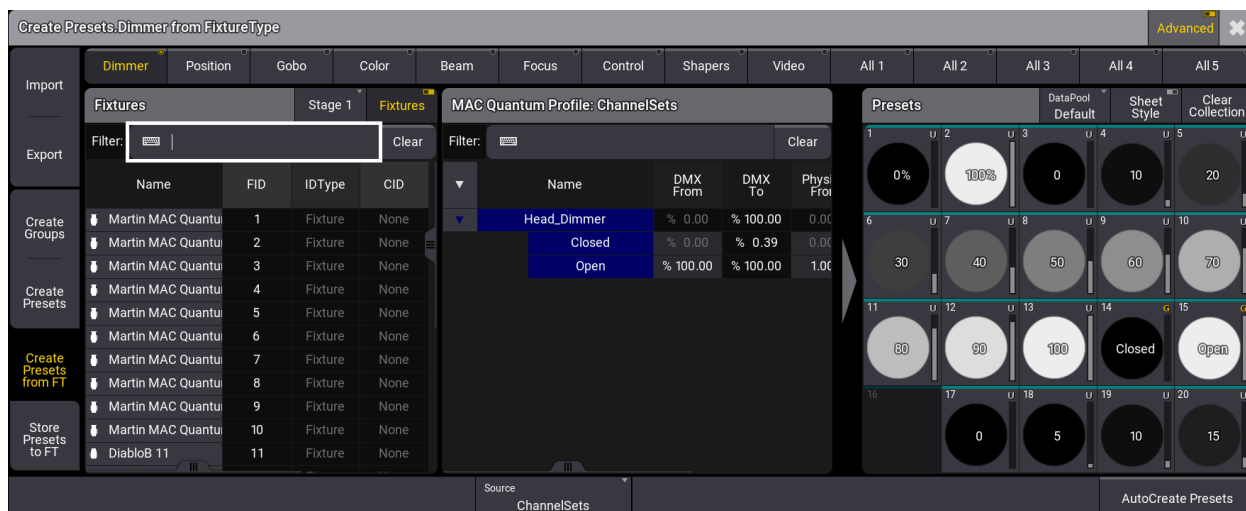 Create Presets.Dimmer from FixtureType
Advanced
Import
Export
Create
Groups
Create
Presets
Create
Presets
from FT
Store
Presets
to FT
Dimmer Position Gobo Color Beam Focus Control Shapers Video All 1 All 2 All 3 All 4 All 5
Fixtures Stage 1 Fixtures
Filter: Clear
Name FID IDType CID
Martin MAC Quantu 1 Fixture None
Martin MAC Quantu 2 Fixture None
Martin MAC Quantu 3 Fixture None
Martin MAC Quantu 4 Fixture None
Martin MAC Quantu 5 Fixture None
Martin MAC Quantu 6 Fixture None
Martin MAC Quantu 7 Fixture None
Martin MAC Quantu 8 Fixture None
Martin MAC Quantu 9 Fixture None
Martin MAC Quantu 10 Fixture None
DiabloB 11 11 Fixture None
MAC Quantum Profile: ChannelSets
Filter: Clear
Name DMX From DMX To Physi Fro
Head_Dimmer % 0.00 % 100.00 0.00
Closed % 0.00 % 0.39 0.00
Open % 100.00 % 100.00 1.00
Presets DataPool Default Sheet Style Clear Collection
1 U 2 U 3 U 4 U 5 U
0% 100% 0 10 20
6 U 7 U 8 U 9 U 10 U
30 40 50 60 70
11 U 12 U 13 U 14 G 15 G
80 90 100 Closed Open
16 17 U 18 U 19 U 20 U
0 5 10 15
Source
ChannelSets
AutoCreate Presets